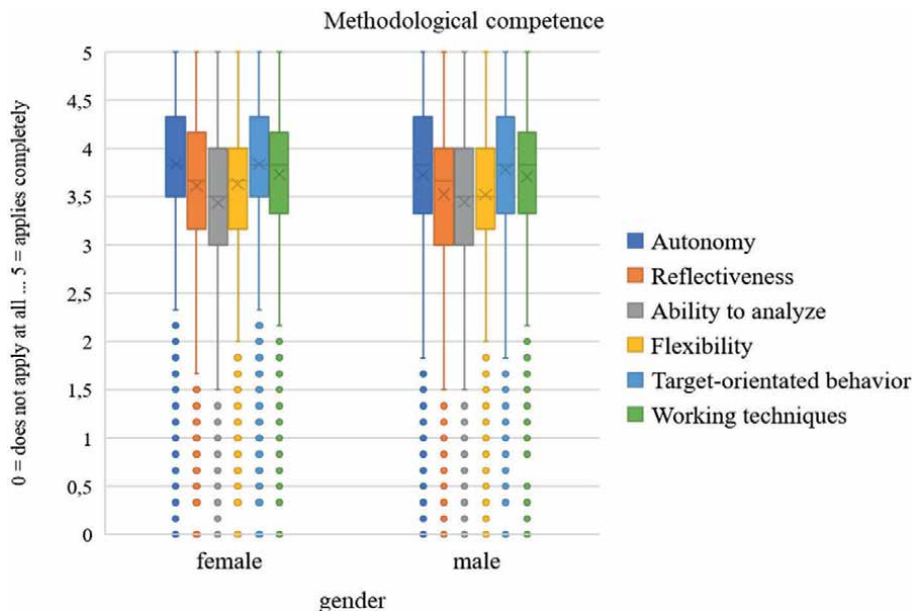 Methodological competence
0 = does not apply at all ... 5 = applies completely
5
4,5
4
3,5
3
2,5
2
1,5
1
0,5
0
female
male
gender
Autonomy
Reflectiveness
Ability to analyze
Flexibility
Target-orientated behavior
Working techniques